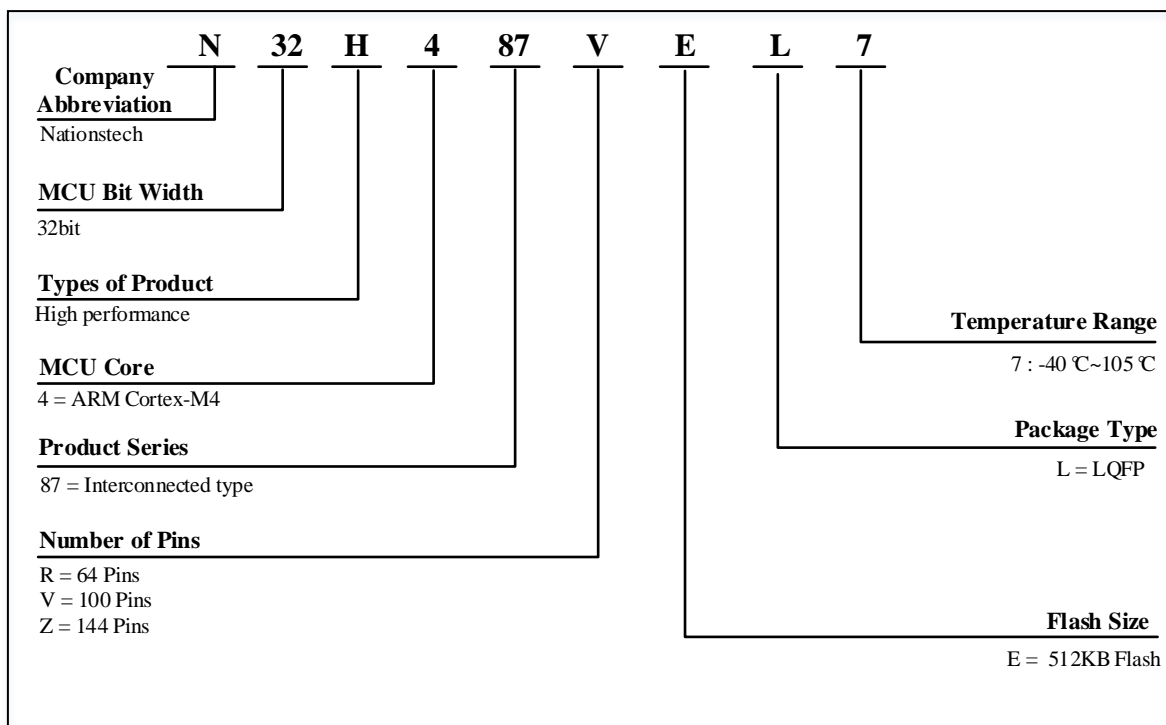 N 32 H 4 87 V E L 7
Company
Abbreviation
Nationstech
MCU Bit Width
32bit
Types of Product
High performance
MCU Core
4 = ARM Cortex-M4
Product Series
87 = Interconnected type
Number of Pins
R = 64 Pins
V = 100 Pins
Z = 144 Pins
Temperature Range
7 : -40 ℃~105 ℃
Package Type
L = LQFP
Flash Size
E = 512KB Flash